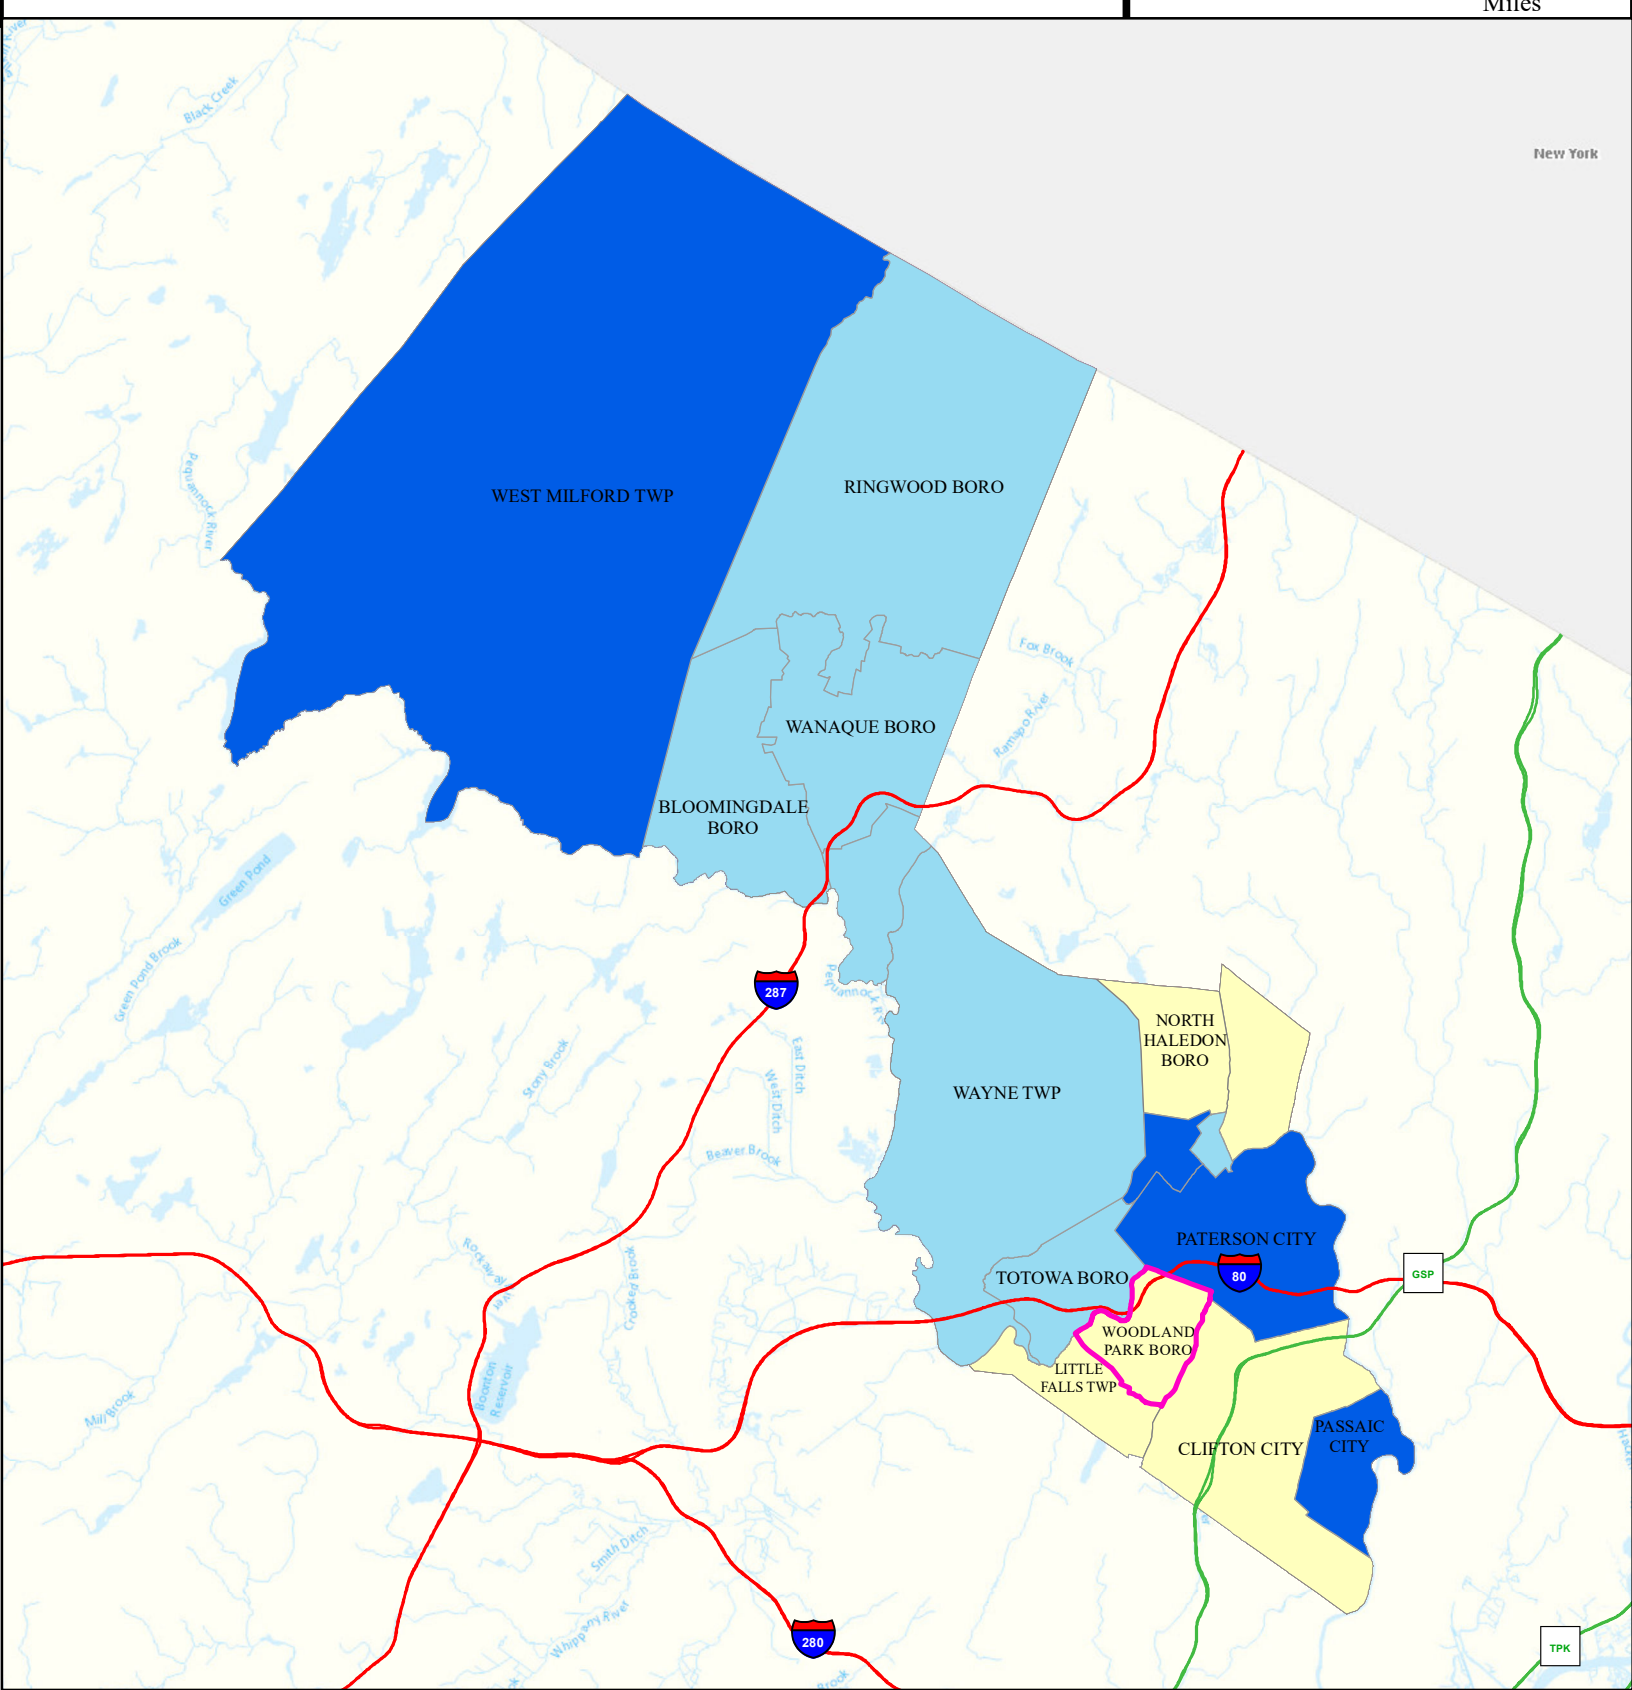 Miles
New York
Black Creek
Pequannock River
WEST MILFORD TWP
RINGWOOD BORO
Fox Brook
Ramapo River
WANAQUE BORO
BLOOMINGDALE
BORO
Green Pond
Green Pond Brook
287
Stony Brook
East Ditch
West Ditch
Beaver Brook
NORTH
HALEDON
BORO
WAYNE TWP
PATERSON CITY
80
GSP
TOTOWA BORO
Crooked Brook
WOODLAND
PARK BORO
LITTLE
FALLS TWP
Boonton
Reservoir
Mill Brook
PASSAIC
CITY
CLIFTON CITY
Smith Ditch
Whippany River
280
TPK
Brook